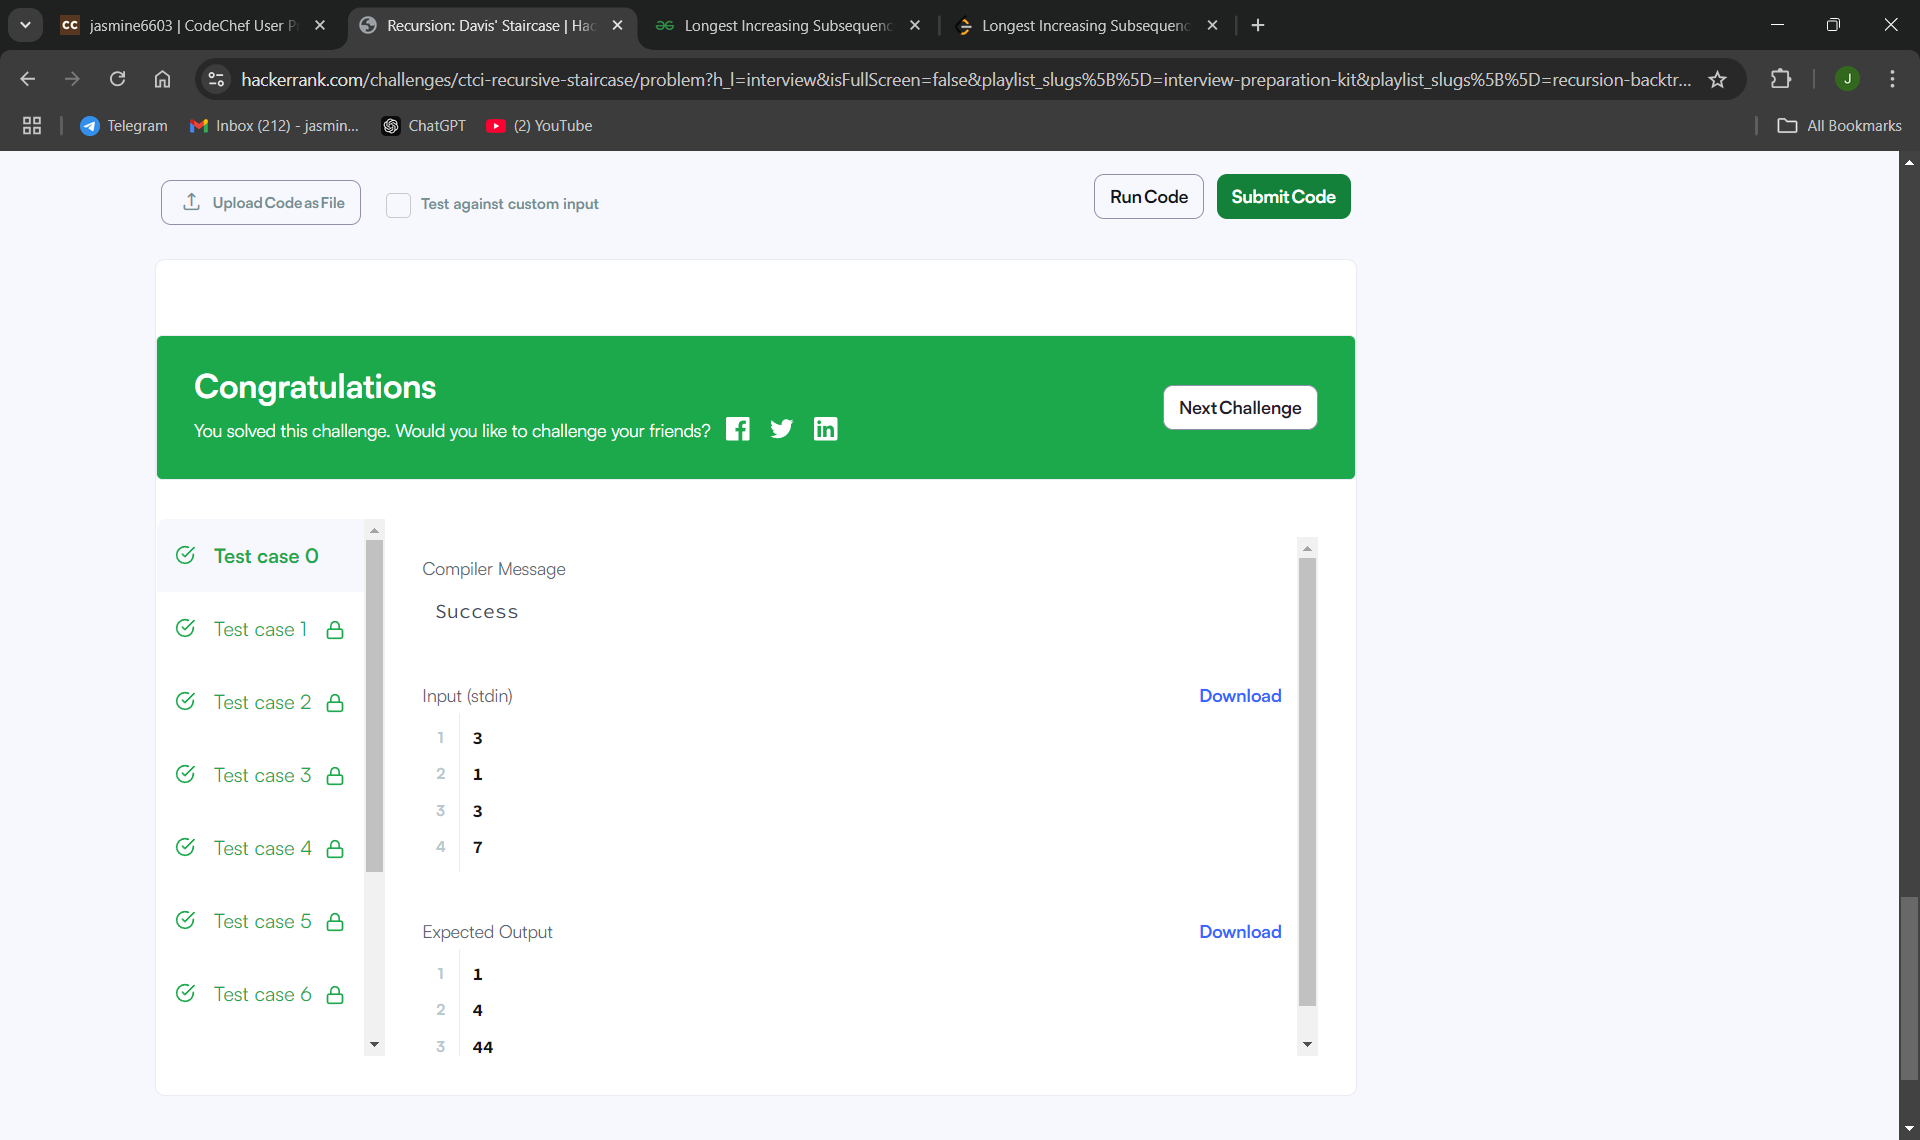 CC jasmine6603 | CodeChef User Pr
Recursion: Davis' Staircase | Hac
Longest Increasing Subsequenc
Longest Increasing Subsequenc
hackerrank.com/challenges/ctci-recursive-staircase/problem?h_l=interview&isFullScreen=false&playlist_slugs%5B%5D=interview-preparation-kit&playlist_slugs%5B%5D=recursion-backtr...
J
Telegram
Inbox (212) - jasmin...
ChatGPT
(2) YouTube
All Bookmarks
Upload Code as File
Test against custom input
Run Code
Submit Code
Congratulations
You solved this challenge. Would you like to challenge your friends?
Next Challenge
Test case 0
Test case 1
Test case 2
Test case 3
Test case 4
Test case 5
Test case 6
Compiler Message
Success
Input (stdin)
Download
1 3
2 1
3 3
4 7
Expected Output
Download
1 1
2 4
3 44